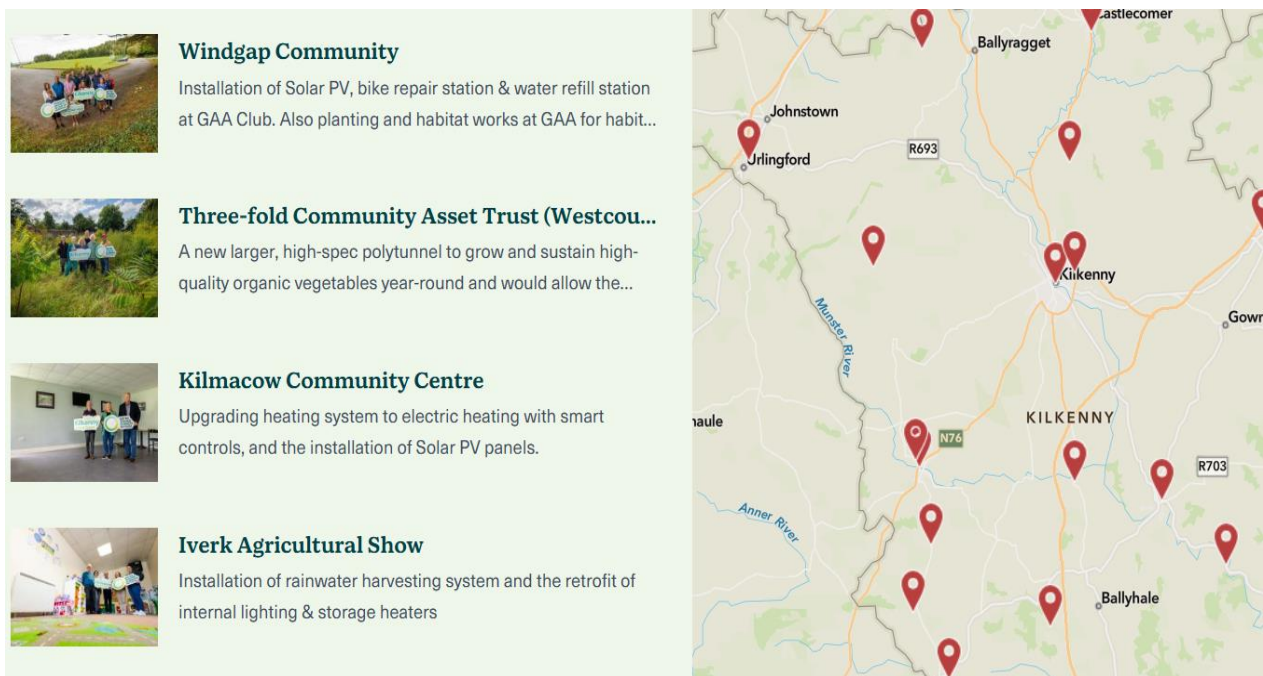 Windgap Community
Installation of Solar PV, bike repair station & water refill station
at GAA Club. Also planting and habitat works at GAA for habit...
Three-fold Community Asset Trust (Westcou...
A new larger, high-spec polytunnel to grow and sustain high-
quality organic vegetables year-round and would allow the...
Kilmacow Community Centre
Upgrading heating system to electric heating with smart
controls, and the installation of Solar PV panels.
Iverk Agricultural Show
Installation of rainwater harvesting system and the retrofit of
internal lighting & storage heaters
Castlecomer
Ballyragget
Johnstown
R693
Urlingford
Kilkenny
Gowr
Munster River
KILKENNY
naule
N76
R703
Anner River
Ballyhale